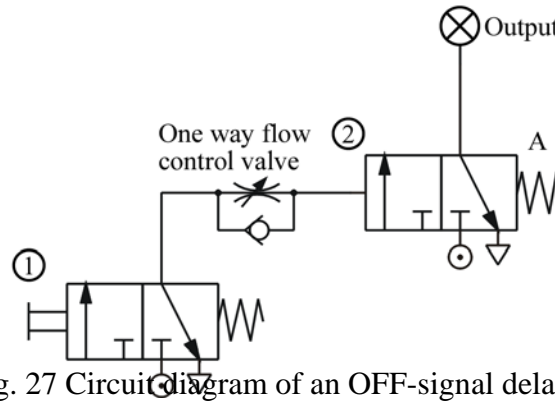 Output
One way flow
control valve
②
A
①
g. 27 Circuit diagram of an OFF-signal dela